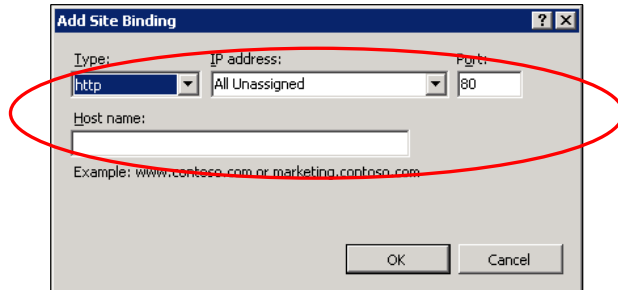 Add Site Binding
Type: IP address: Port:
http All Unassigned 80
Host name:
Example: www.contoso.com or marketing.contoso.com
OK Cancel